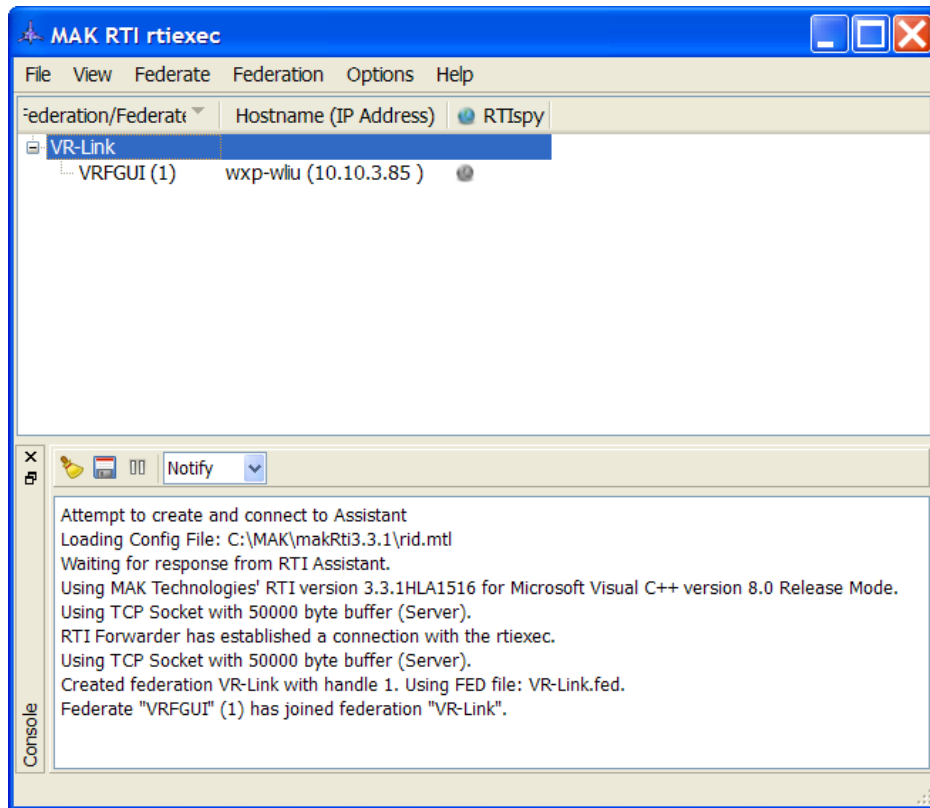 MAK RTI rtiexec
File View Federate Federation Options Help
Federation/Federate Hostname (IP Address) RTIspy
VR-Link
VRFGUI (1) wxp-wliu (10.10.3.85 )
Notify
Attempt to create and connect to Assistant
Loading Config File: C:\MAK\makRti3.3.1\rid.mtl
Waiting for response from RTI Assistant.
Using MAK Technologies' RTI version 3.3.1HLA1516 for Microsoft Visual C++ version 8.0 Release Mode.
Using TCP Socket with 50000 byte buffer (Server).
RTI Forwarder has established a connection with the rtiexec.
Using TCP Socket with 50000 byte buffer (Server).
Created federation VR-Link with handle 1. Using FED file: VR-Link.fed.
Federate "VRFGUI" (1) has joined federation "VR-Link".
Console